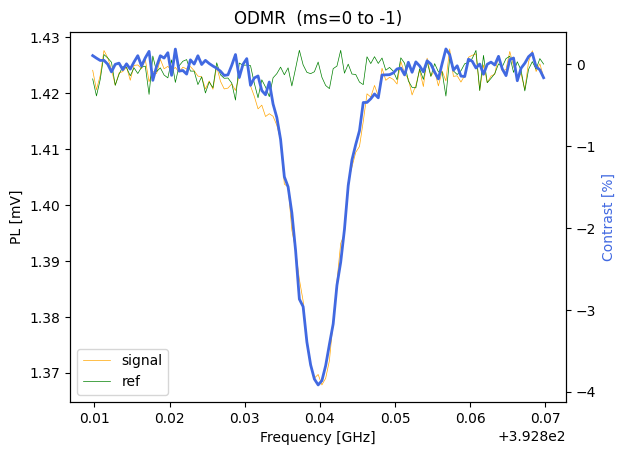 ODMR  (ms=0 to -1)
1.43
1.42
1.41
1.40
1.39
1.38
1.37
PL [mV]
0
−1
−2
−3
−4
Contrast [%]
signal
ref
0.01 0.02 0.03 0.04 0.05 0.06 0.07
Frequency [GHz]
+3.928e2